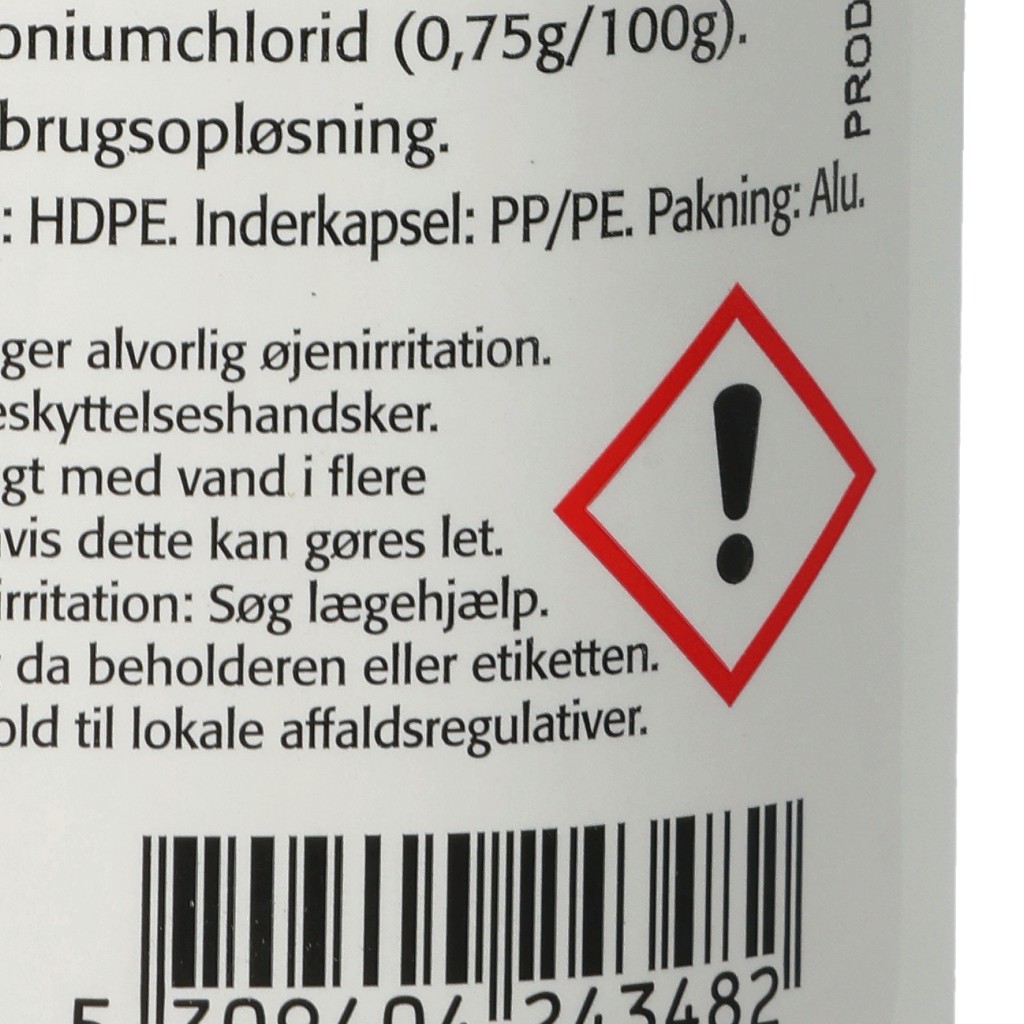 oniumchlorid (0,75g/100g).
brugsopløsning.
: HDPE. Inderkapsel: PP/PE. Pakning: Alu.
PROD
ger alvorlig øjenirritation.
eskyttelseshandsker.
gt med vand i flere
vis dette kan gøres let.
irritation: Søg lægehjælp.
da beholderen eller etiketten.
old til lokale affaldsregulativer.
243482